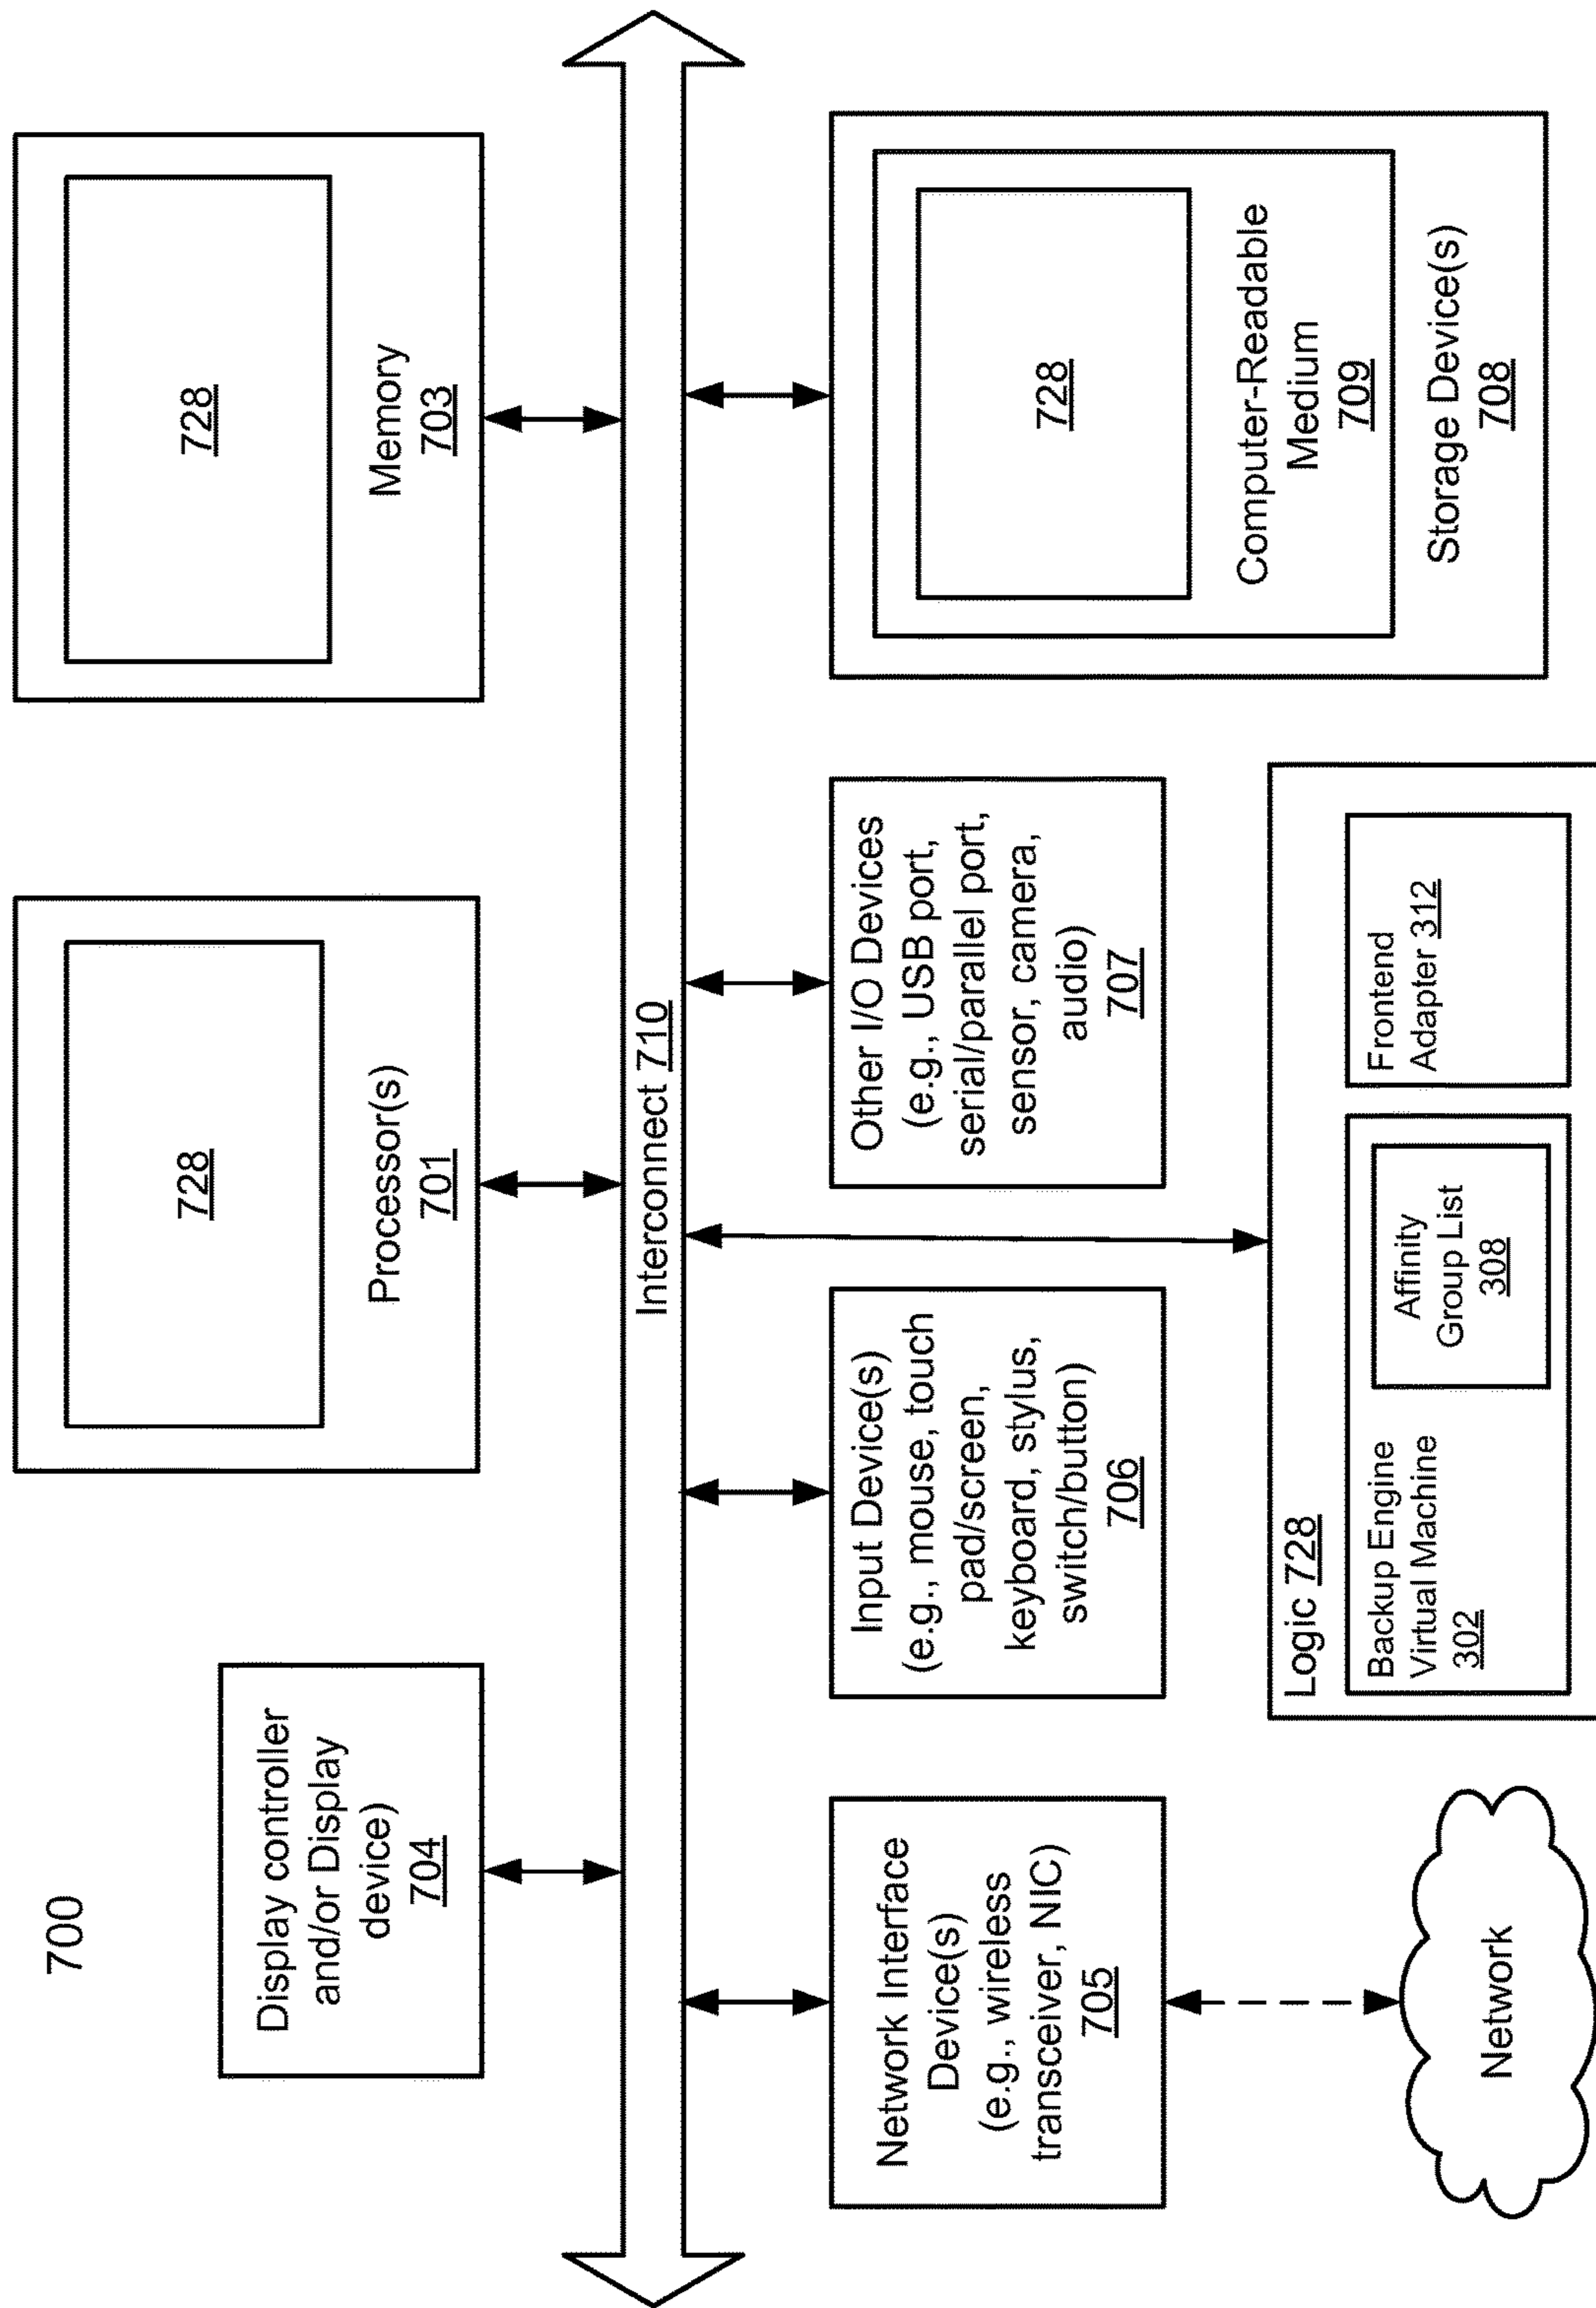 700
Display controller
and/or Display
device)
704
728
Processor(s)
701
728
Memory
703
Interconnect 710
Network Interface
Device(s)
(e.g., wireless
transceiver, NIC)
705
Input Device(s)
(e.g., mouse, touch
pad/screen,
keyboard, stylus,
switch/button)
706
Other I/O Devices
(e.g., USB port,
serial/parallel port,
sensor, camera,
audio)
707
728
Computer-Readable
Medium
709
Storage Device(s)
708
Network
Logic 728
Backup Engine
Virtual Machine
302
Affinity
Group List
308
Frontend
Adapter 312